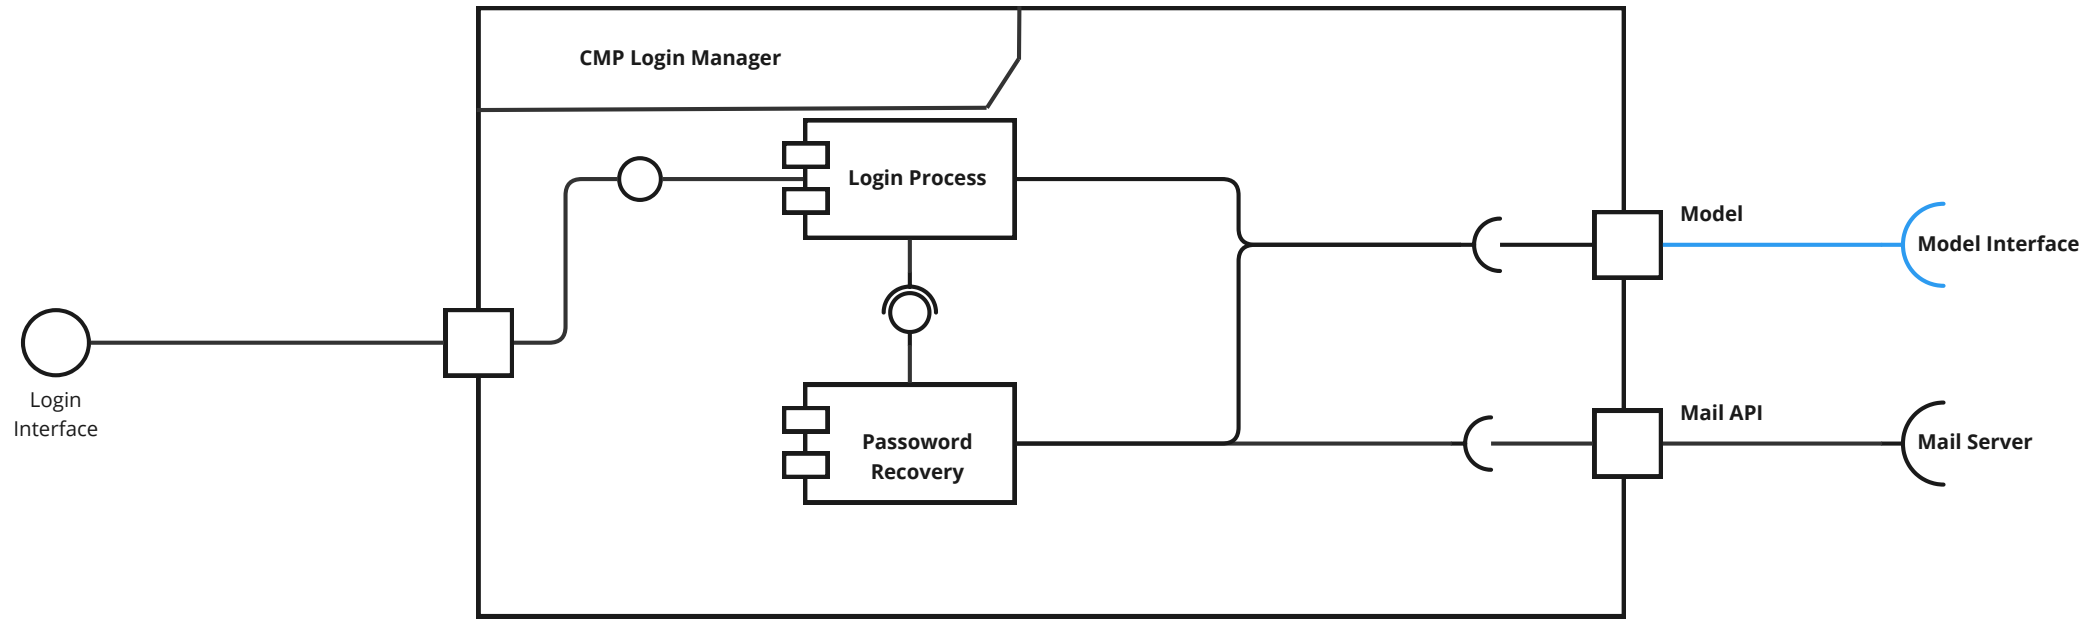 CMP Login Manager
Login Process
Model
Model Interface
Login
Interface
Mail API
Passoword
Recovery
Mail Server